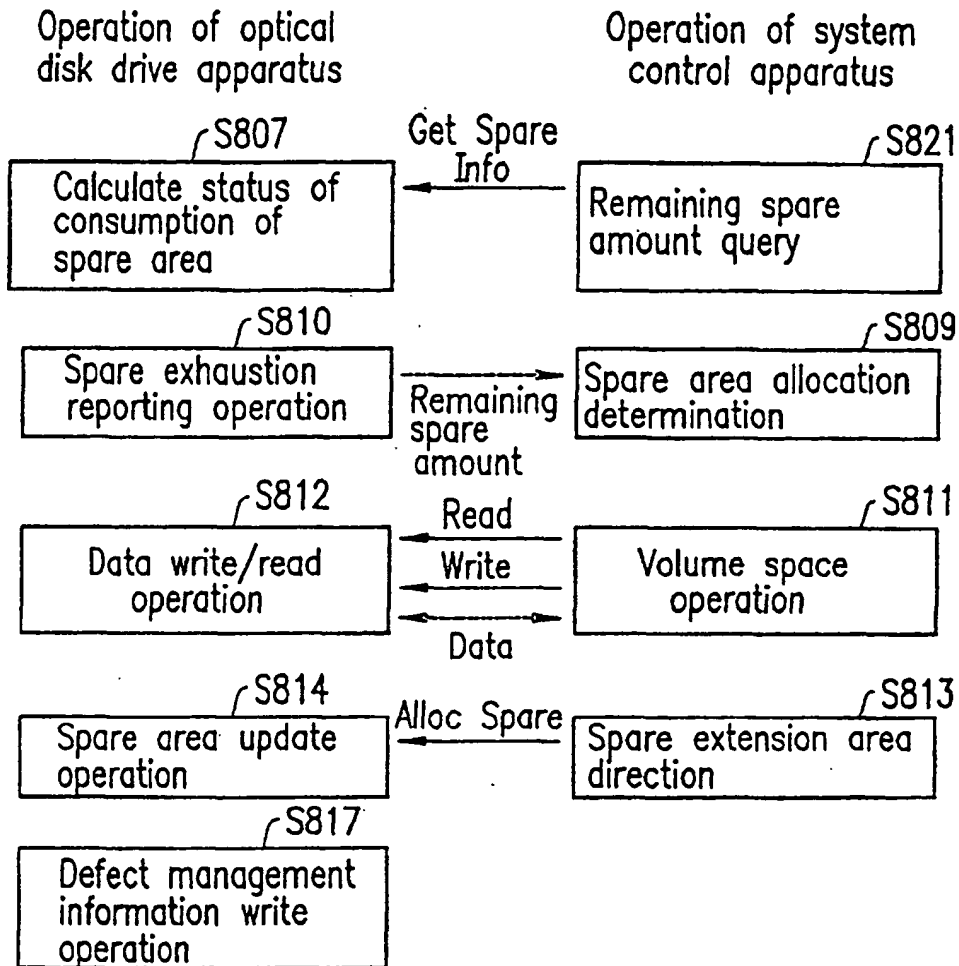 Operation of optical
disk drive apparatus
Operation of system
control apparatus
S807
Calculate status of
consumption of
spare area
Get Spare
Info
S821
Remaining spare
amount query
S810
Spare exhaustion
reporting operation
Remaining
spare
amount
S809
Spare area allocation
determination
S812
Data write/read
operation
Read
Write
Data
S811
Volume space
operation
S814
Spare area update
operation
Alloc Spare
S813
Spare extension area
direction
S817
Defect management
information write
operation